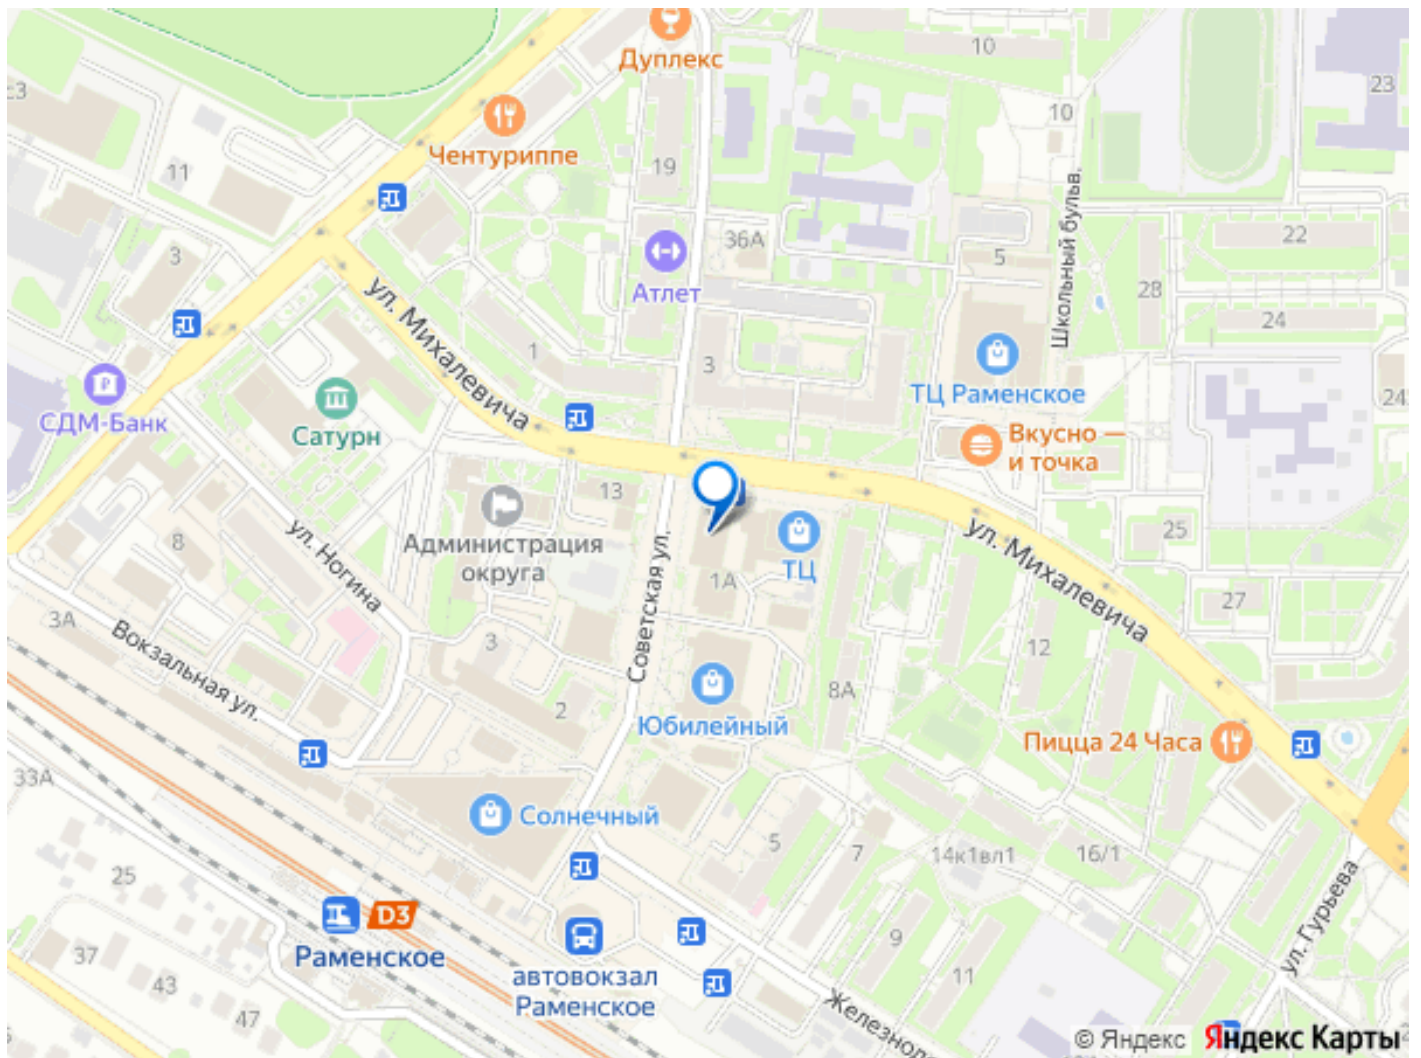 Дуплекс
10
23
с3
10
Чентуриппе
11
19
Школьный бульв.
36А
22
3
5
Атлет
28
ул. Михалевича
24
1
3
ТЦ Раменское
СДМ-Банк
24
Сатурн
Вкусно —
и точка
13
ул. Михалевича
25
8
ул. Ногина
Администрация
округа
Советская ул.
ТЦ
1А
27
3А
Вокзальная ул.
3
12
8А
2
Юбилейный
Пицца 24 Часа
33А
Солнечный
5
7
14к1вл1
16/1
25
ул. Гурьева
D3
Раменское
9
37
автовокзал
Раменское
11
43
47
Железнодо
© Яндекс Яндекс Карты